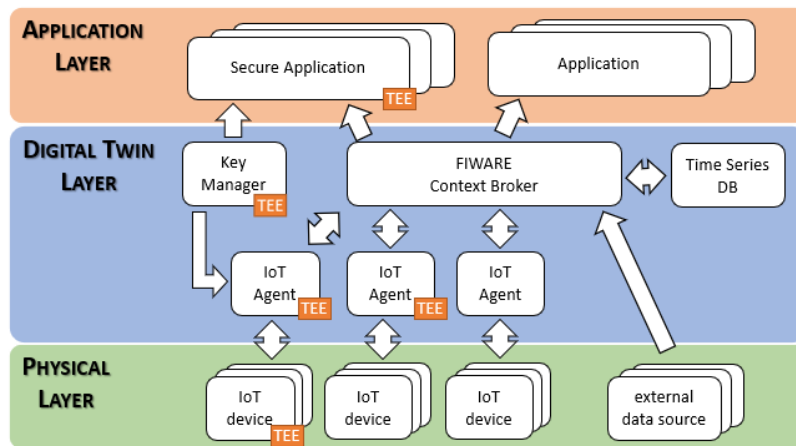 APPLICATION
LAYER
Secure Application
TEE
Application
DIGITAL TWIN
LAYER
Key
Manager
TEE
FIWARE
Context Broker
Time Series
DB
IoT
Agent
TEE
IoT
Agent
TEE
IoT
Agent
PHYSICAL
LAYER
IoT
device
TEE
IoT
device
IoT
device
external
data source